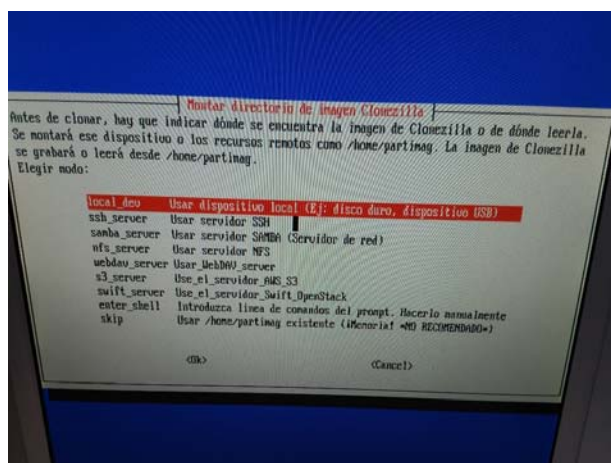 Montar directorio de imagen Clonezilla
Antes de clonar, hay que indicar dónde se encuentra la imagen de Clonezilla o de dónde leerla.
Se montará ese dispositivo o los recursos remotos como /home/partimag. La imagen de Clonezilla
se grabará o leerá desde /home/partimag.
Elegir modo:
local_dev Usar dispositivo local (Ej: disco duro, dispositivo USB)
ssh_server Usar servidor SSH
samba_server Usar servidor SAMBA (Servidor de red)
nfs_server Usar servidor NFS
webdav_server Usar_WebDAV_server
s3_server Use_el_servidor_AWS_S3
swift_server Use_el_servidor_Swift_OpenStack
enter_shell Introduzca linea de comandos del prompt. Hacerlo manualmente
skip Usar /home/partimag existente (¡Memoria! *NO RECOMENDADO*)
<Ok> <Cancel>